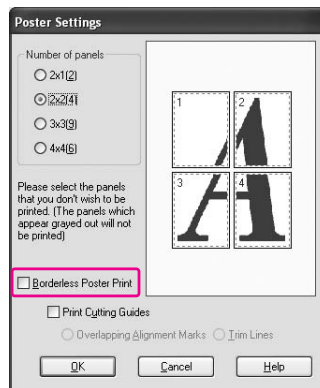 Poster Settings
Number of panels
2x1(2)
2x2(4)
3x3(9)
4x4(6)
1
2
3
4
Please select the panels
that you don't wish to be
printed. (The panels which
appear grayed out will not
be printed)
Borderless Poster Print
Print Cutting Guides
Overlapping Alignment Marks
Trim Lines
OK
Cancel
Help